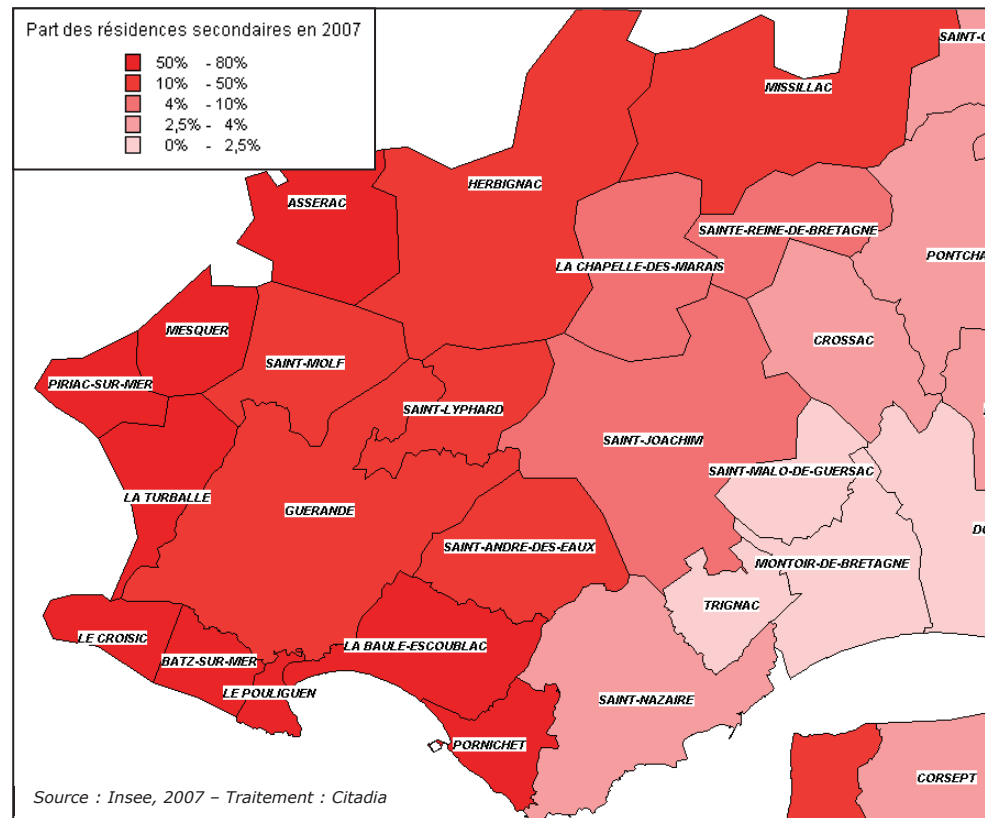 Part des résidences secondaires en 2007
50% - 80%
10% - 50%
4% - 10%
2,5% - 4%
0% - 2,5%
MISSILLAC
HERBIGNAC
ASSERAC
SAINTE-REINE-DE-BRETAGNE
LA CHAPELLE-DES-MARAIS
PONTCHA
MESQUER
CROSSAC
SAINT-MOLF
PIRIAC-SUR-MER
SAINT-LYPHARD
SAINT-JOACHIM
SAINT-MALO-DE-GUERSAC
LA TURBALLE
GUERANDE
SAINT-ANDRE-DES-EAUX
MONTOIR-DE-BRETAGNE
TRIGNAC
LE CROISIC
LA BAULE-ESCOUBLAC
BATZ-SUR-MER
LE POULIGUEN
SAINT-NAZAIRE
PORNICHET
CORSEPT
Source : Insee, 2007 – Traitement : Citadia